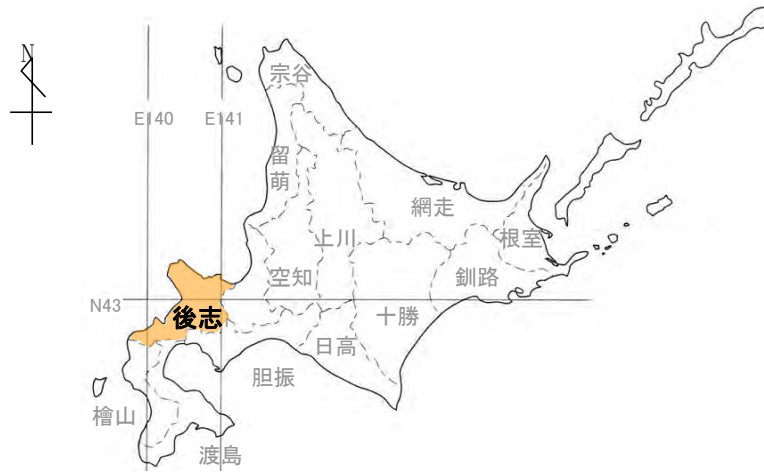 N
宗谷
E140
E141
留
萌
網走
上川
根室
空知
釧路
N43
後志
十勝
日高
胆振
檜山
渡島